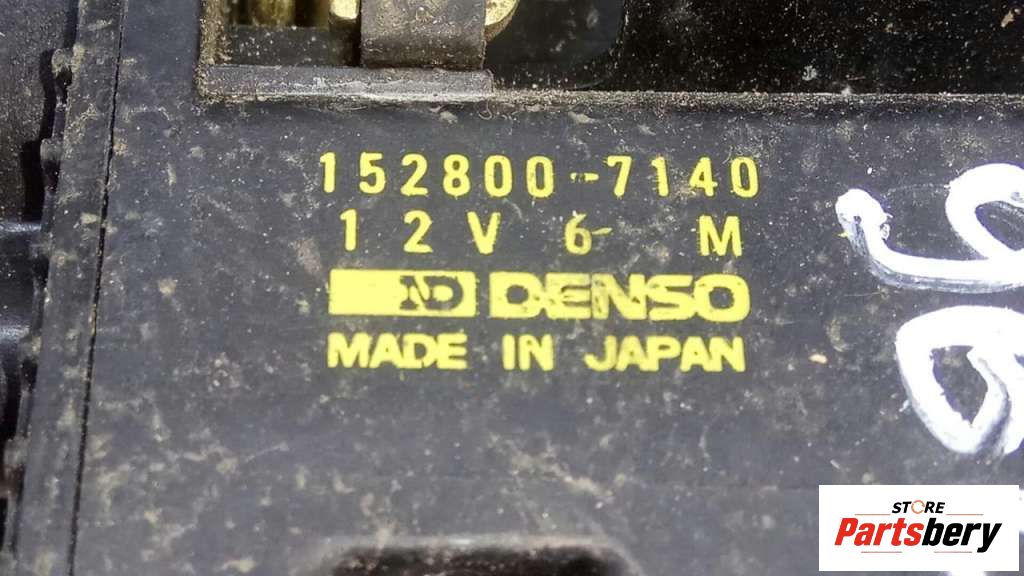 152800-7140
12V 6 M
ND DENSO
MADE IN JAPAN
STORE
Partsbery